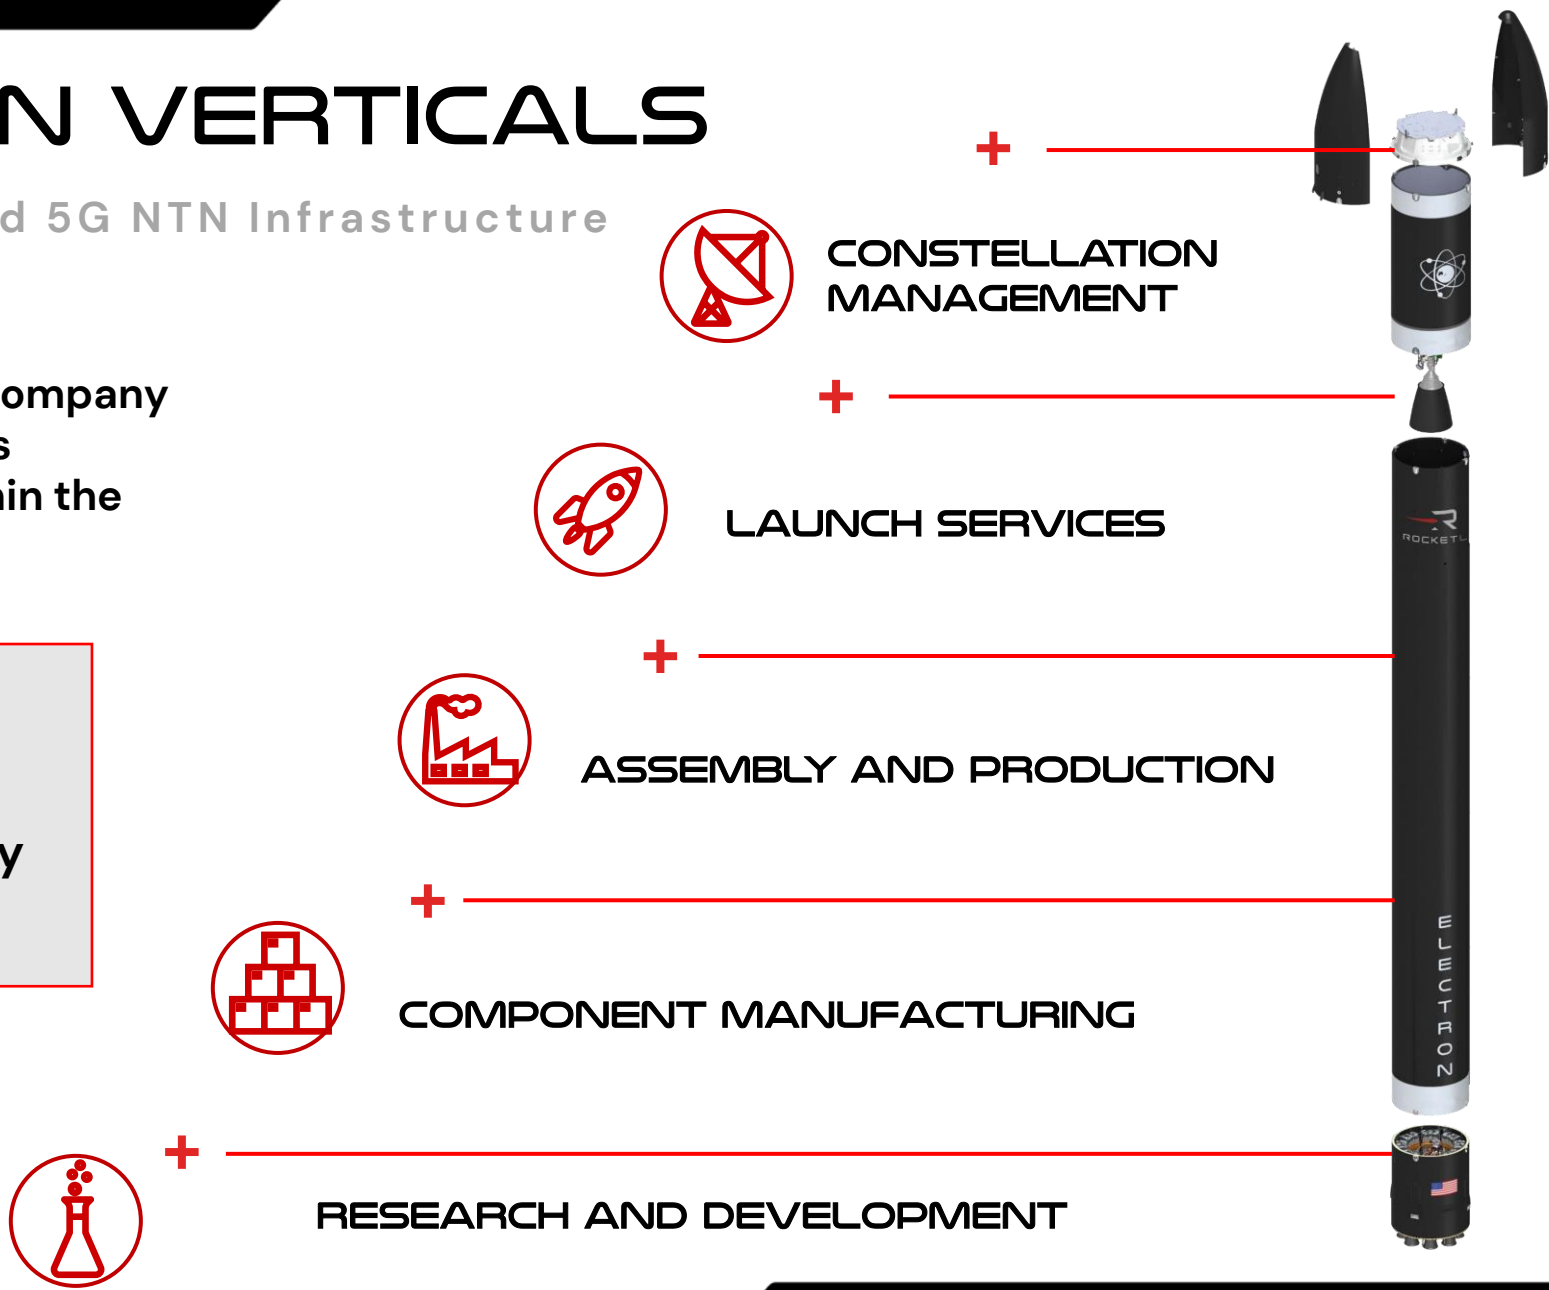 N VERTICALS
d 5G NTN Infrastructure
CONSTELLATION
MANAGEMENT
ompany
s
in the
LAUNCH SERVICES
ROCKETL
ASSEMBLY AND PRODUCTION
y
COMPONENT MANUFACTURING
ELECTRON
RESEARCH AND DEVELOPMENT